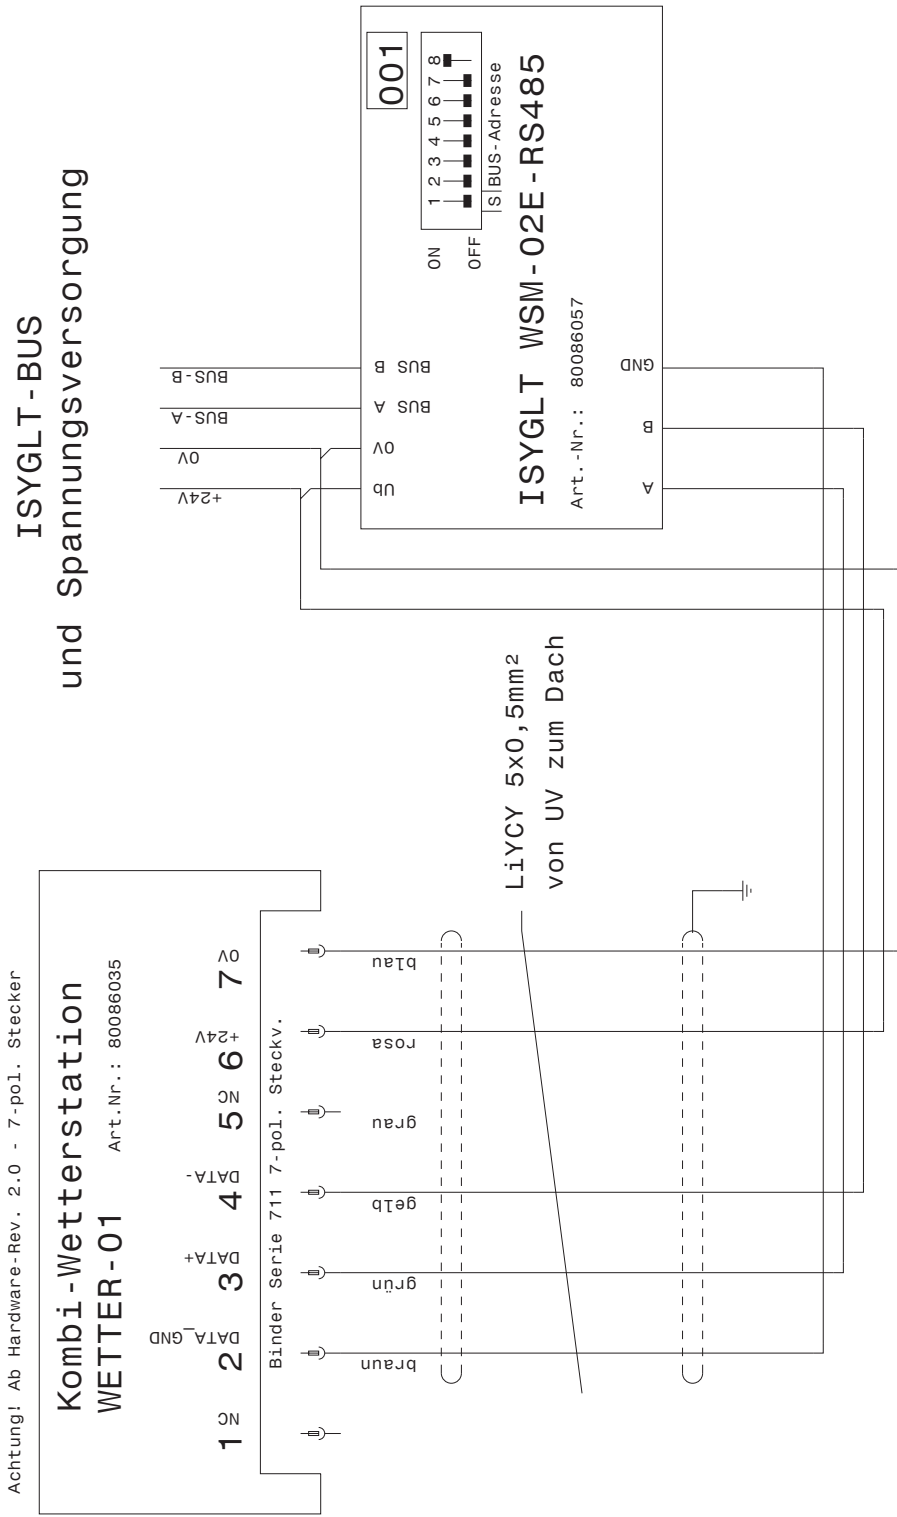 Achtung! Ab Hardware-Rev. 2.0 - 7-pol. Stecker
Kombi-Wetterstation
WETTER-01 Art.Nr.: 80086035
NC DATA_GND DATA+ DATA- NC +24V 0V
1 2 3 4 5 6 7
Binder Serie 711 7-pol. Steckv.
braun grün gelb grau rosa blau
LiYCY 5x0,5mm²
von UV zum Dach
ISYGLT-BUS
und Spannungsversorgung
+24V 0V BUS-A BUS-B
Ub 0V BUS A BUS B
001
ON
OFF
1 2 3 4 5 6 7 8
S BUS-Adresse
ISYGLT WSM-02E-RS485
Art.-Nr.: 80086057
A B GND